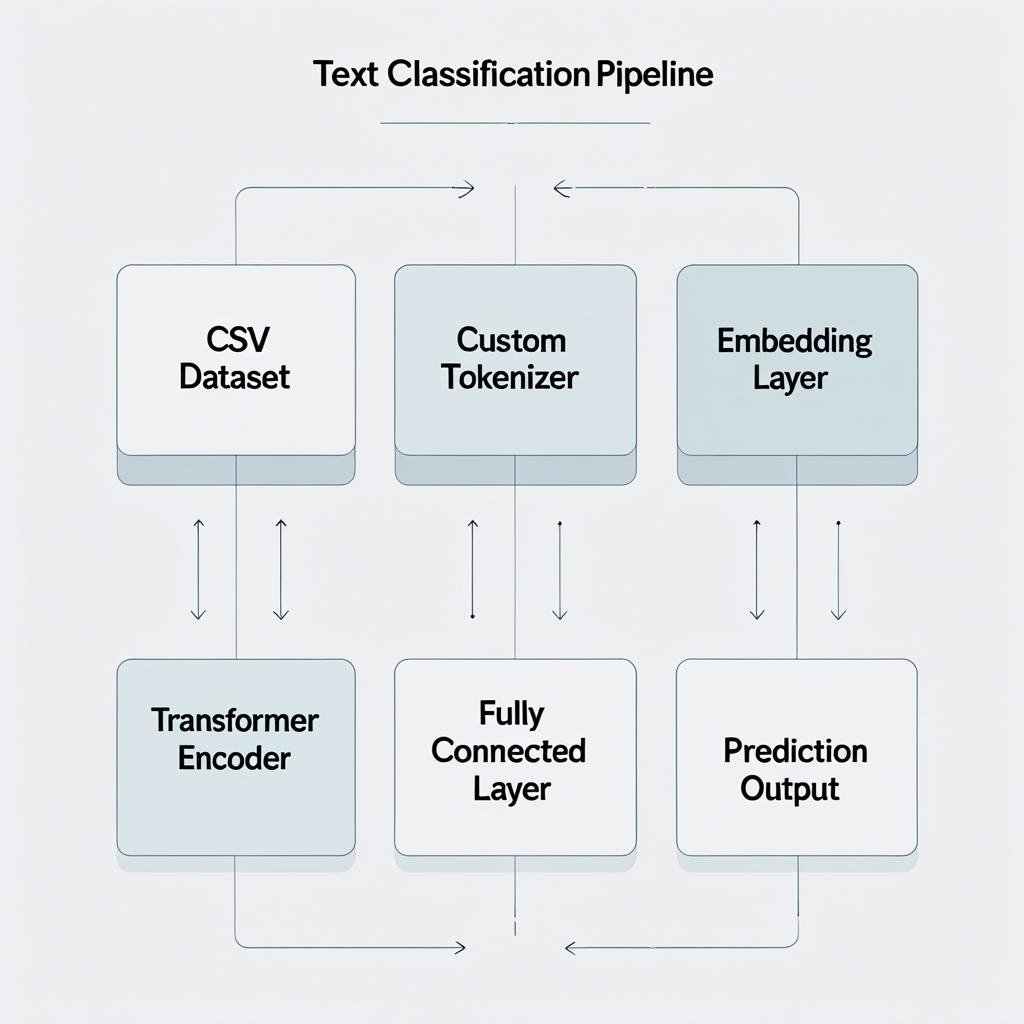 Text Classification Pipeline
CSV
Dataset
Custom
Tokenizer
Embedding
Layer
Transformer
Encoder
Fully
Connected
Layer
Prediction
Output